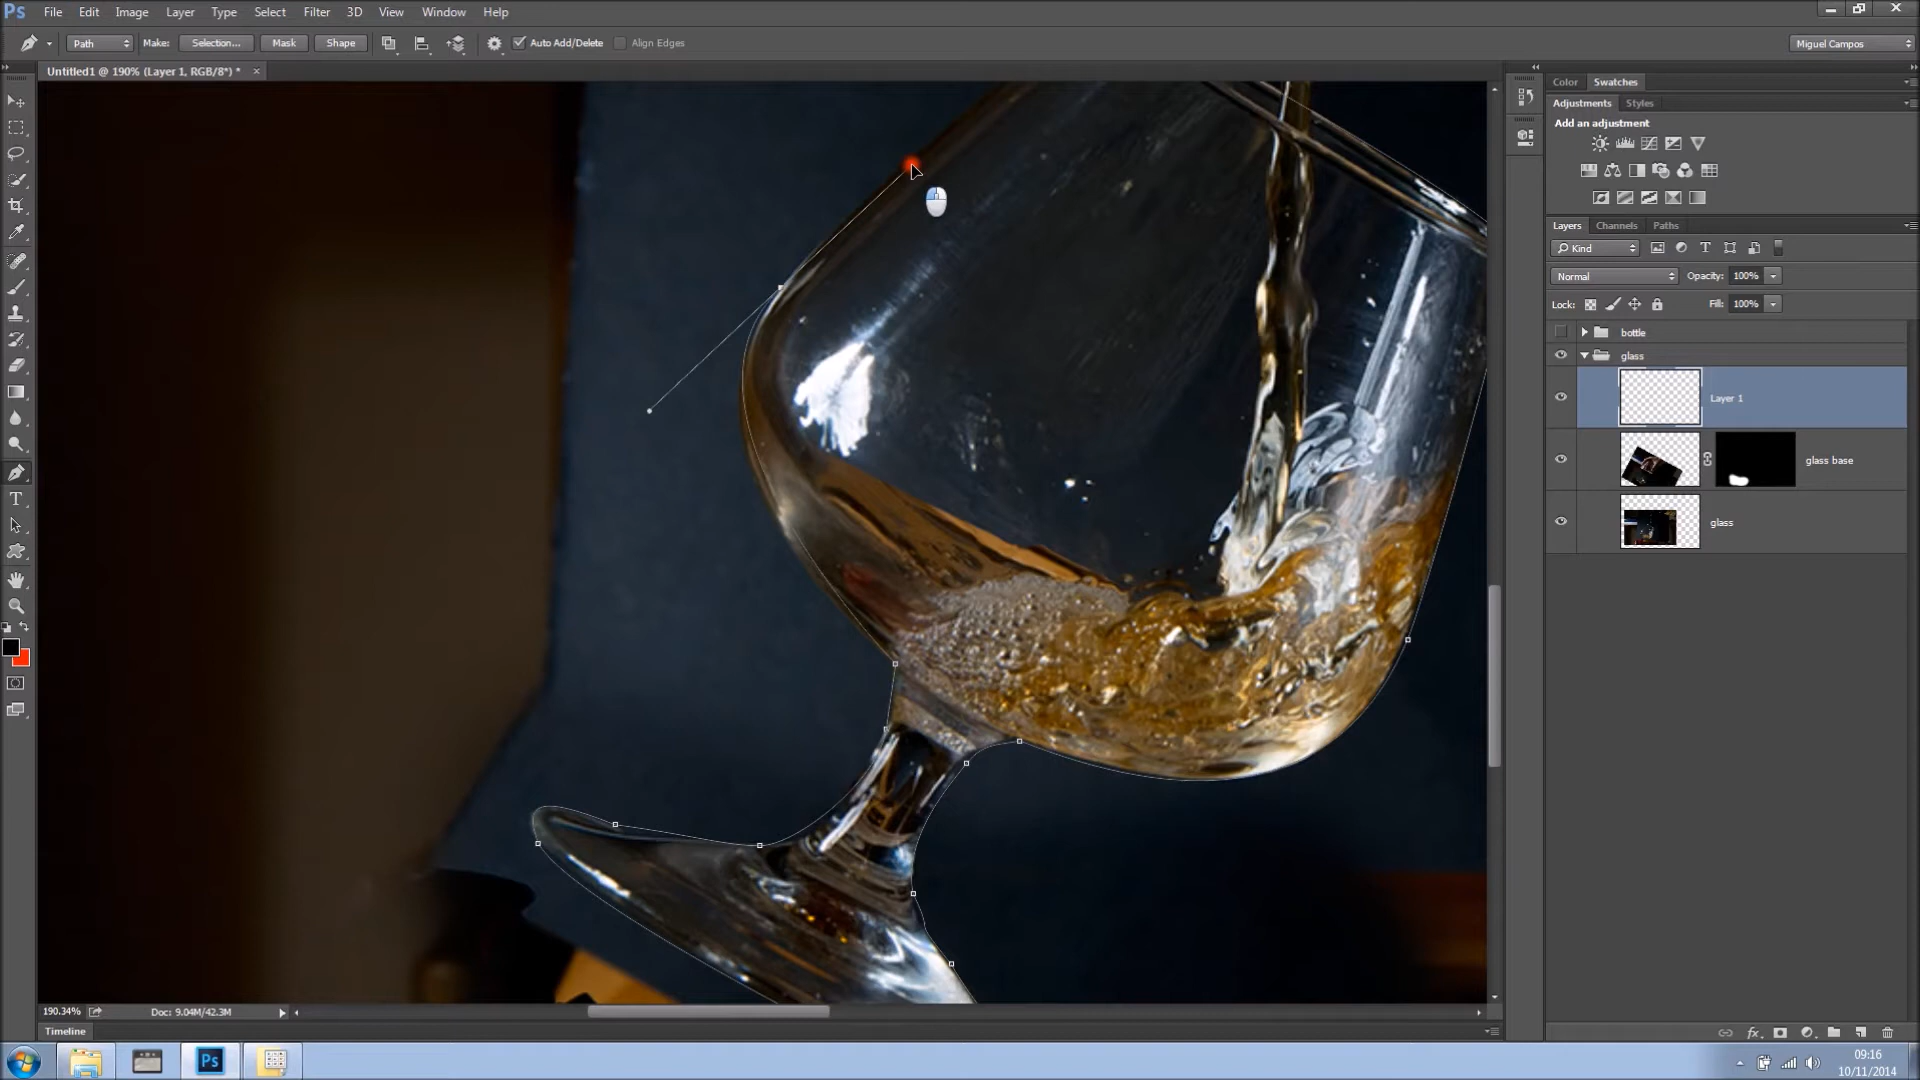 Ps File Edit Image Layer Type Select Filter 3D View Window Help
Path Make: Selection... Mask Shape Auto Add/Delete Align Edges Miguel Campos
Untitled1 @ 190% (Layer 1, RGB/8*) * ×
Color Swatches
Adjustments Styles
Add an adjustment
Layers Channels Paths
Kind
Normal Opacity: 100%
Lock: Fill: 100%
bottle
glass
Layer 1
glass base
glass
190.34% Doc: 9.04M/42.3M
Timeline
fx
Ps
09:16
10/11/2014